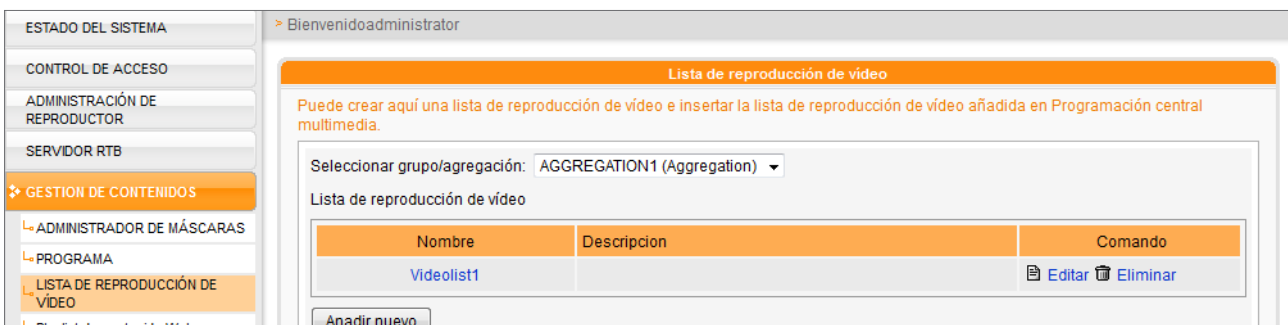 ESTADO DEL SISTEMA
CONTROL DE ACCESO
ADMINISTRACIÓN DE
REPRODUCTOR
SERVIDOR RTB
GESTION DE CONTENIDOS
ADMINISTRADOR DE MÁSCARAS
PROGRAMA
LISTA DE REPRODUCCIÓN DE
VÍDEO
> Bienvenidoadministrator
Lista de reproducción de vídeo
Puede crear aquí una lista de reproducción de vídeo e insertar la lista de reproducción de vídeo añadida en Programación central
multimedia.
Seleccionar grupo/agregación: AGGREGATION1 (Aggregation)
Lista de reproducción de vídeo
Nombre Descripcion Comando
Videolist1 Editar Eliminar
Anadir nuevo